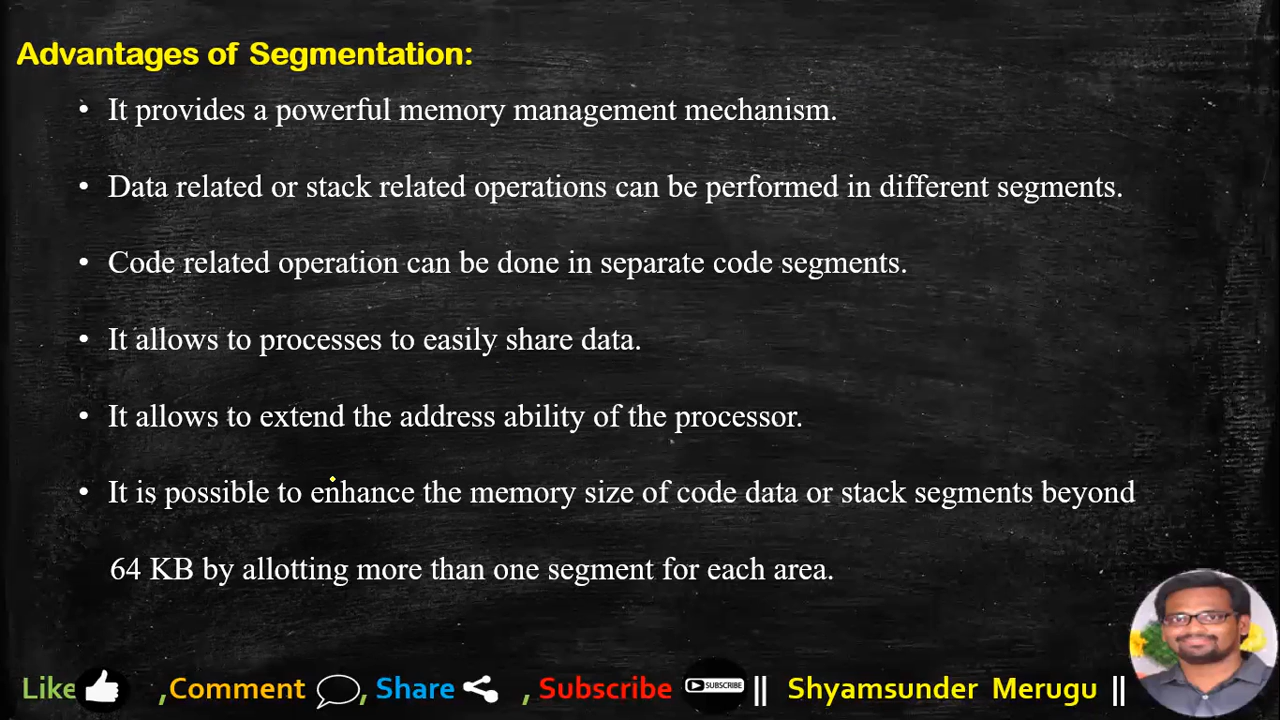 Advantages of Segmentation:
• It provides a powerful memory management mechanism.
• Data related or stack related operations can be performed in different segments.
• Code related operation can be done in separate code segments.
• It allows to processes to easily share data.
• It allows to extend the address ability of the processor.
• It is possible to enhance the memory size of code data or stack segments beyond
64 KB by allotting more than one segment for each area.
Like ,Comment , Share , Subscribe SUBSCRIBE || Shyamsunder Merugu ||